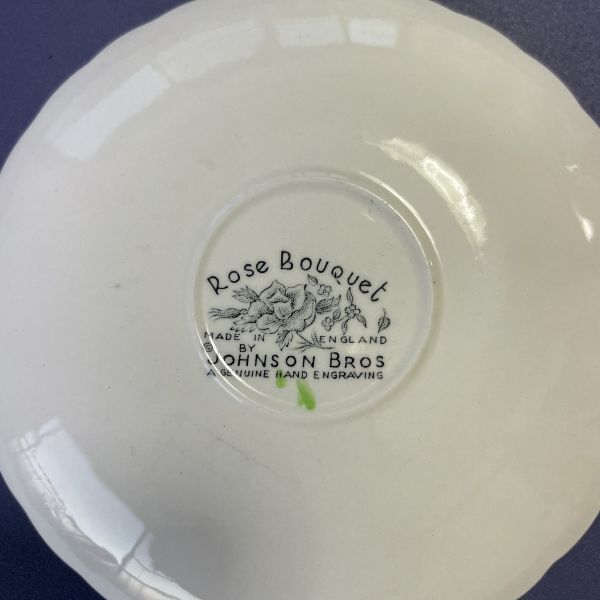 Rose Bouquet
MADE IN ENGLAND
BY
JOHNSON BROS
A GENUINE HAND ENGRAVING